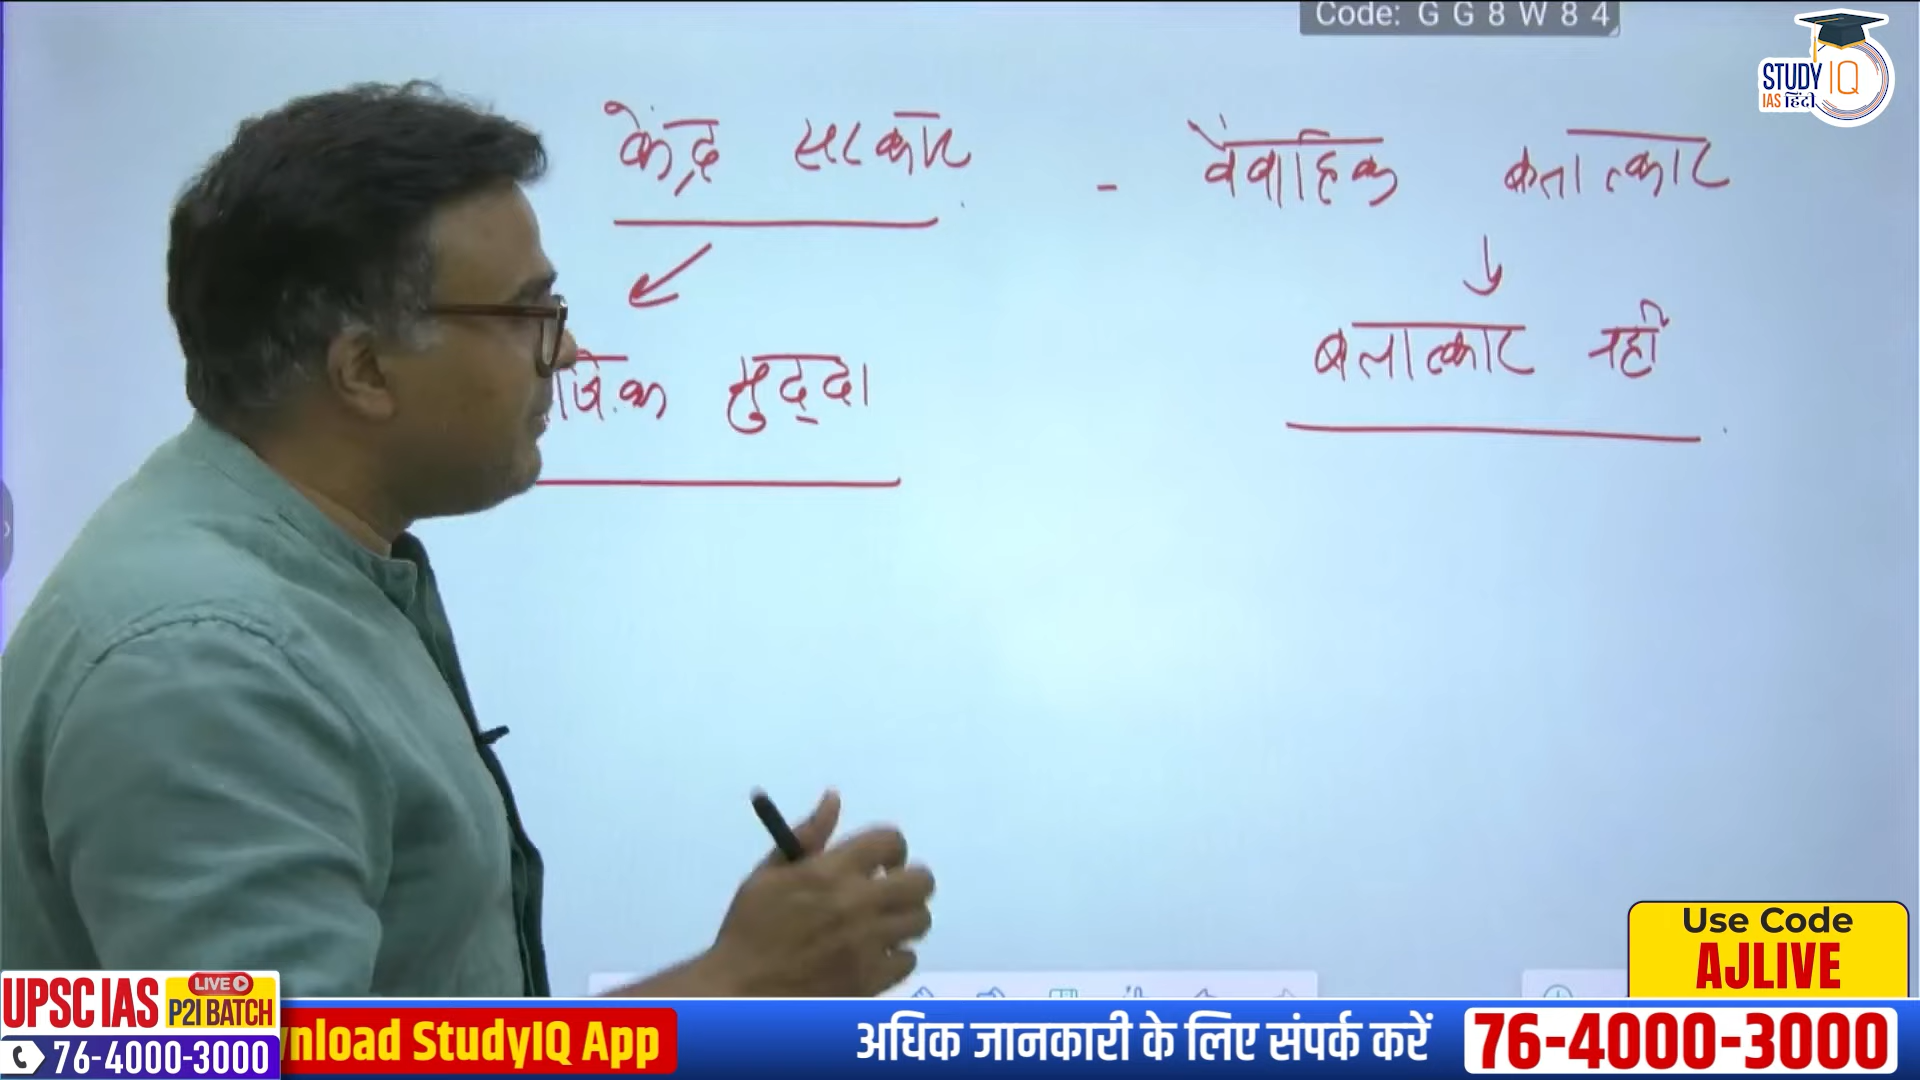 Code: G G 8 W 8 4
STUDY IQ
IAS हिंदी
केंद्र सरकार - वैवाहिक बलात्कार
बलात्कार नहीं
मुद्दा
Use Code
AJLIVE
UPSC IAS LIVE P2I BATCH
76-4000-3000
wnload StudyIQ App
अधिक जानकारी के लिए संपर्क करें 76-4000-3000